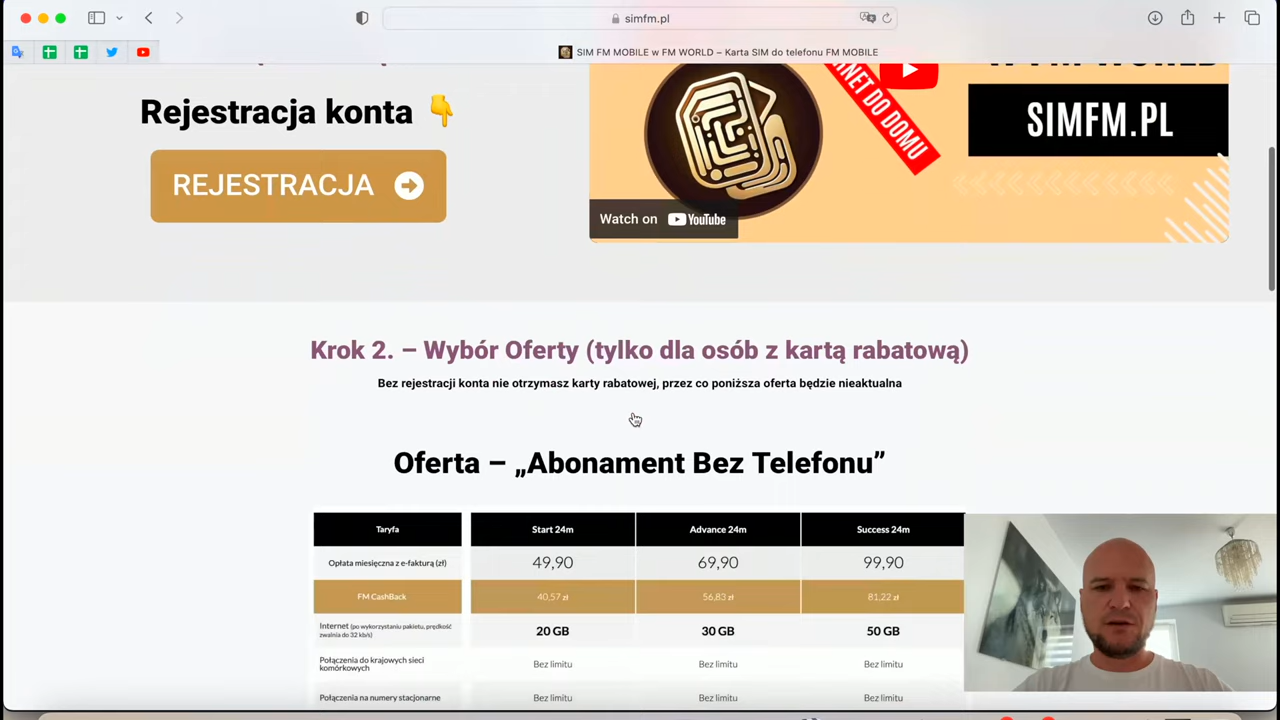 simfm.pl
SIM FM MOBILE w FM WORLD – Karta SIM do telefonu FM MOBILE
Rejestracja konta 👇
REJESTRACJA
W FM WORLD
SIMFM.PL
Watch on YouTube
Krok 2. – Wybór Oferty (tylko dla osób z kartą rabatową)
Bez rejestracji konta nie otrzymasz karty rabatowej, przez co poniższa oferta będzie nieaktualna
Oferta – „Abonament Bez Telefonu”
Taryfa Start 24m Advance 24m Success 24m
Opłata miesięczna z e-fakturą (zł) 49,90 69,90 99,90
FM CashBack 40,57 zł 56,83 zł 81,22 zł
Internet (po wykorzystaniu pakietu, prędkość
zwalnia do 32 kb/s) 20 GB 30 GB 50 GB
Połączenia do krajowych sieci
komórkowych Bez limitu Bez limitu Bez limitu
Połączenia na numery stacjonarne Bez limitu Bez limitu Bez limitu